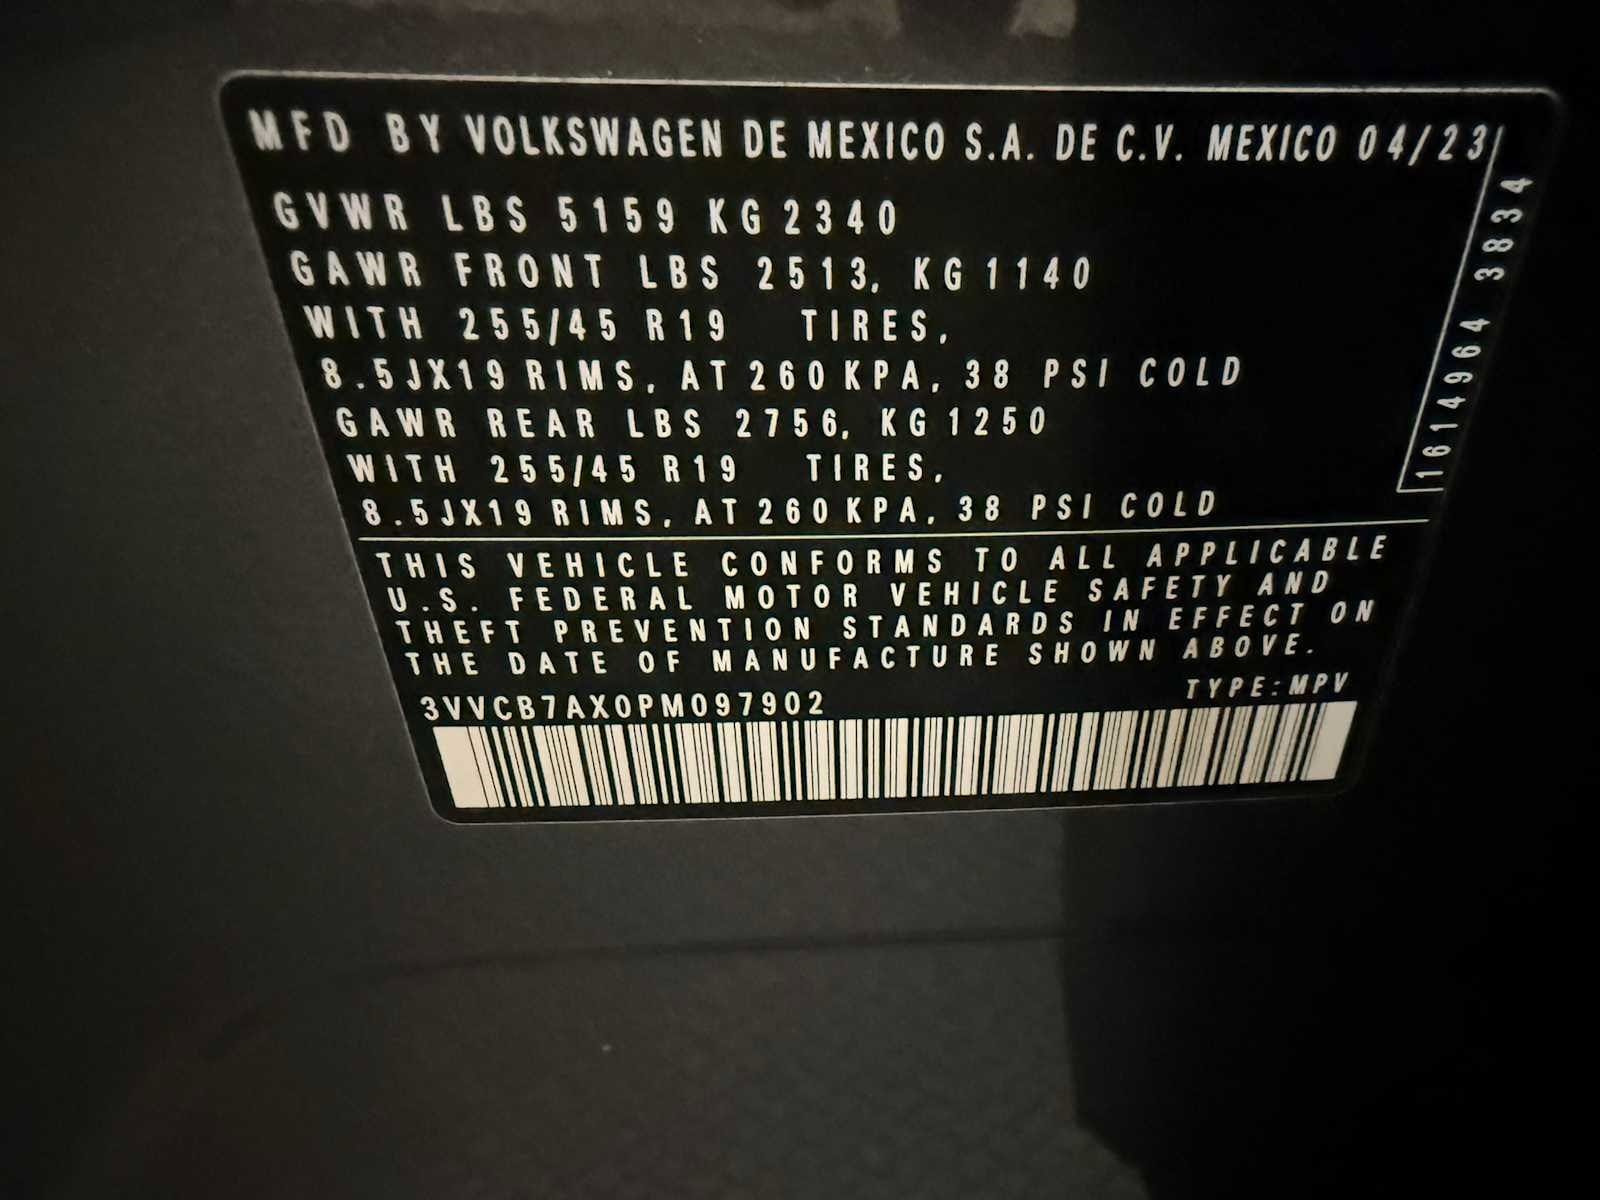 MFD BY VOLKSWAGEN DE MEXICO S.A. DE C.V. MEXICO 04/23
GVWR LBS 5159 KG 2340
GAWR FRONT LBS 2513, KG 1140
WITH 255/45 R19 TIRES,
8.5JX19 RIMS, AT 260 KPA, 38 PSI COLD
GAWR REAR LBS 2756, KG 1250
WITH 255/45 R19 TIRES,
8.5JX19 RIMS, AT 260 KPA, 38 PSI COLD
1614964 3834
THIS VEHICLE CONFORMS TO ALL APPLICABLE
U.S. FEDERAL MOTOR VEHICLE SAFETY AND
THEFT PREVENTION STANDARDS IN EFFECT ON
THE DATE OF MANUFACTURE SHOWN ABOVE.
3VVCB7AX0PM097902 TYPE:MPV